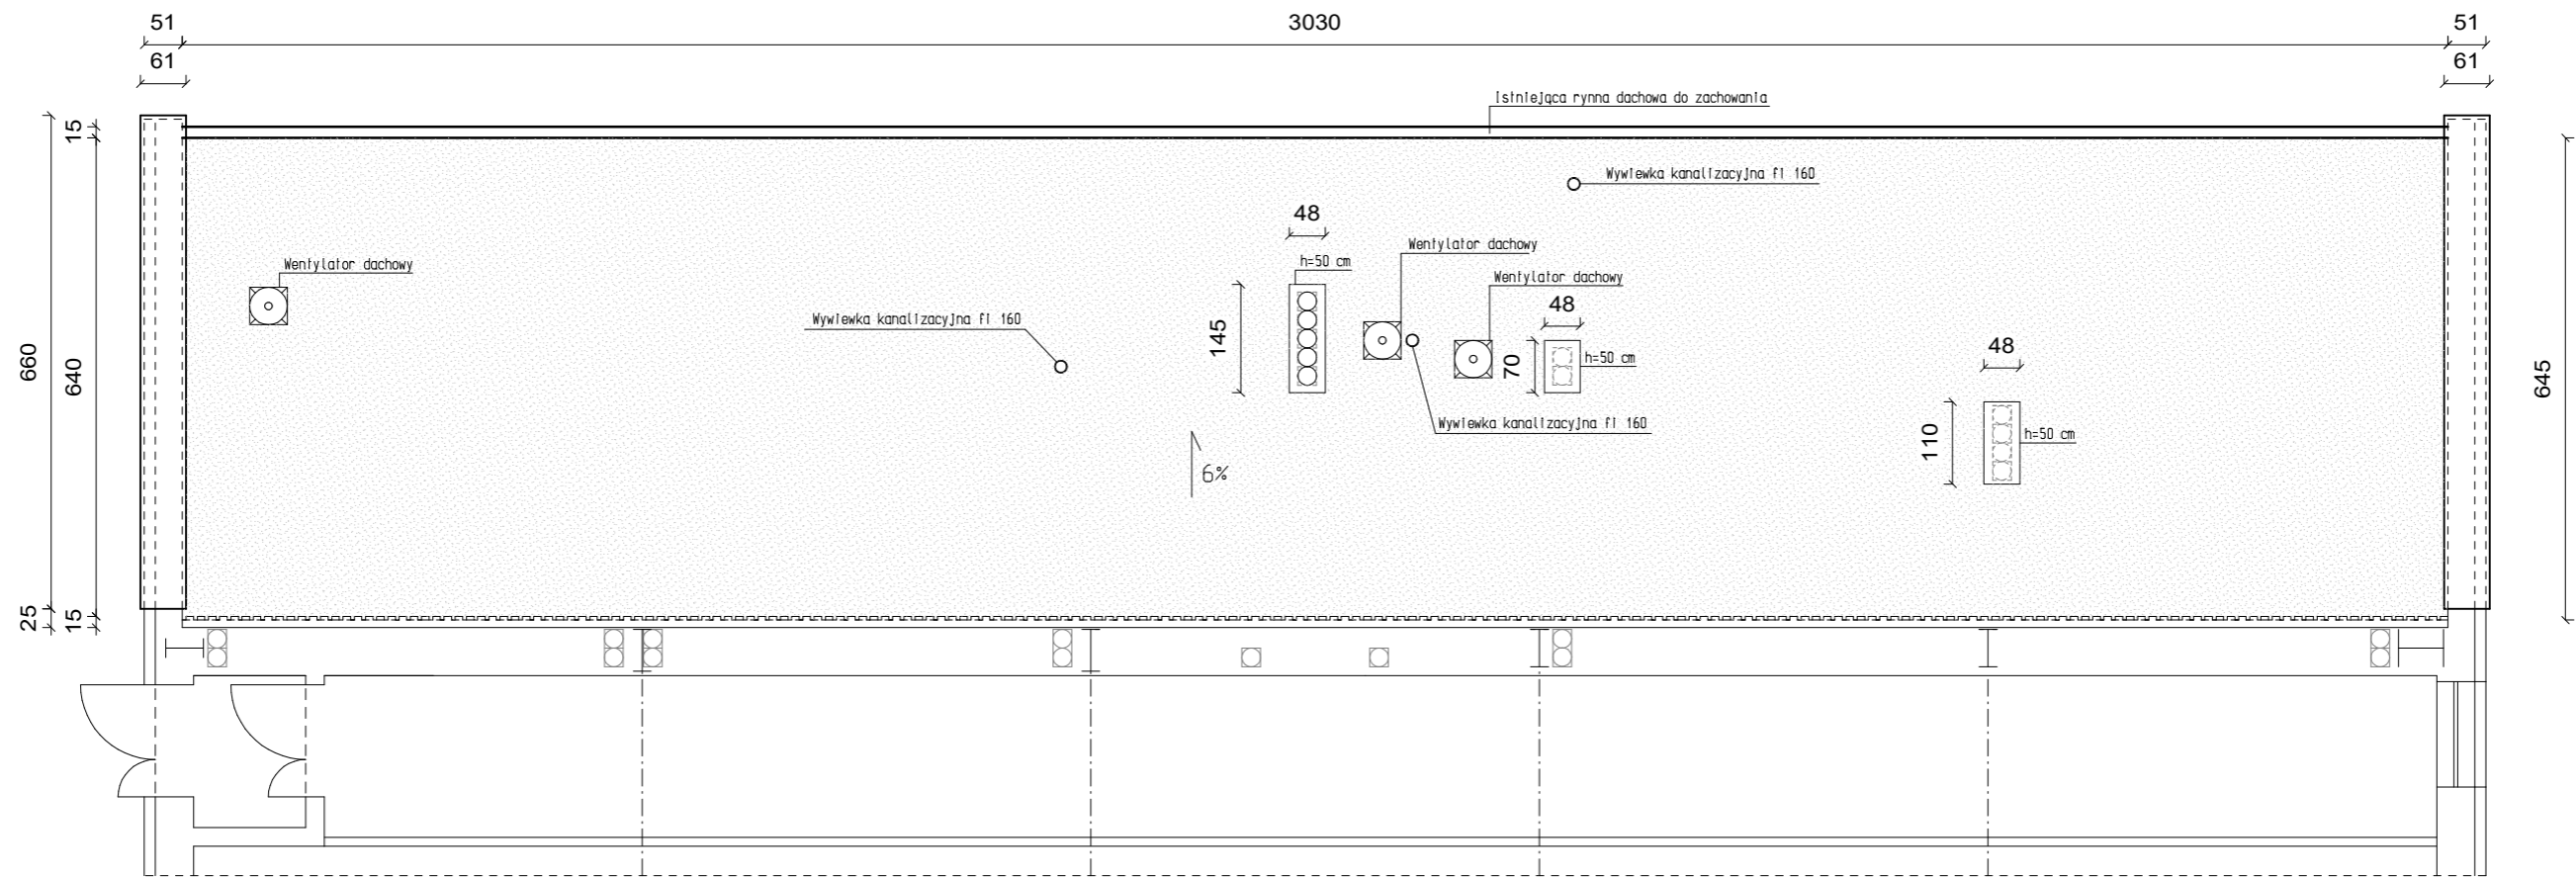 51
3030
51
61
61
Istniejąca rynna dachowa do zachowania
15
Wywiewka kanalizacyjna fi 160
48
Wentylator dachowy
h=50 cm
Wentylator dachowy
Wentylator dachowy
48
Wywiewka kanalizacyjna fi 160
145
70
h=50 cm
48
660
640
645
Wywiewka kanalizacyjna fi 160
110
h=50 cm
6%
25
15